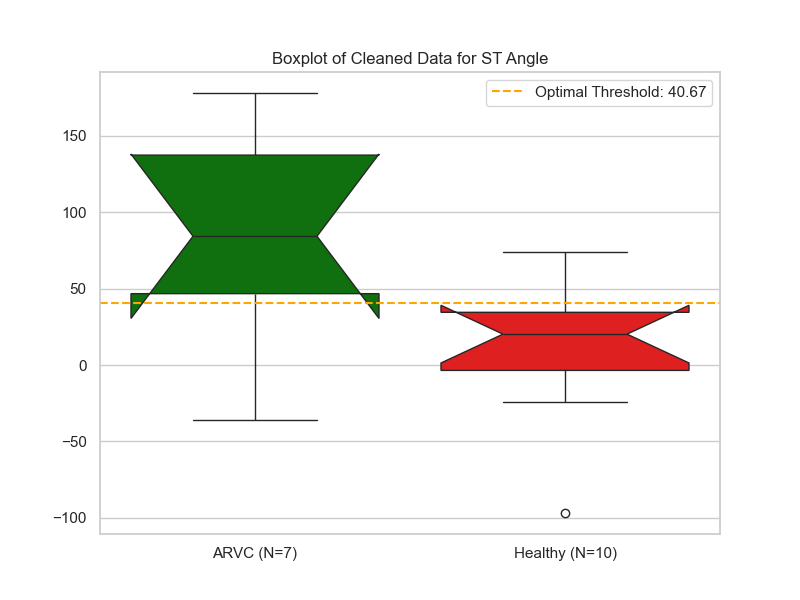 Boxplot of Cleaned Data for ST Angle
Optimal Threshold: 40.67
150
100
50
0
−50
−100
ARVC (N=7)
Healthy (N=10)